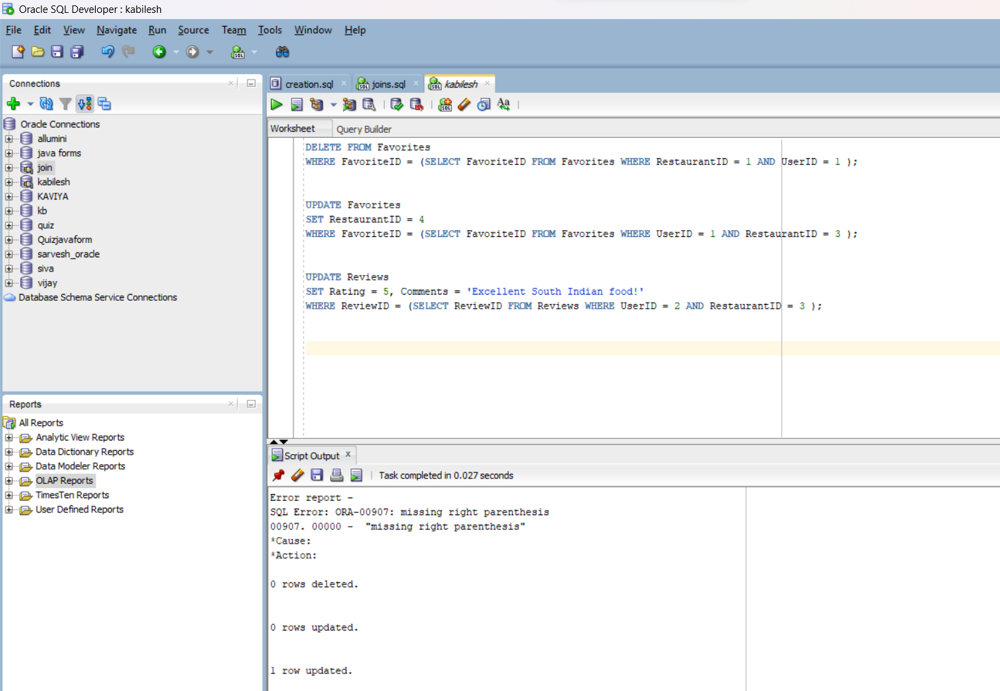 Oracle SQL Developer : kabilesh
File Edit View Navigate Run Source Team Tools Window Help
Connections
Oracle Connections
allumini
java forms
join
kabilesh
KAVIYA
kb
quiz
Quizjavaform
sarvesh_oracle
siva
vijay
Database Schema Service Connections
Reports
All Reports
Analytic View Reports
Data Dictionary Reports
Data Modeler Reports
OLAP Reports
TimesTen Reports
User Defined Reports
creation.sql joins.sql kabilesh
Worksheet Query Builder
DELETE FROM Favorites
WHERE FavoriteID = (SELECT FavoriteID FROM Favorites WHERE RestaurantID = 1 AND UserID = 1 );
UPDATE Favorites
SET RestaurantID = 4
WHERE FavoriteID = (SELECT FavoriteID FROM Favorites WHERE UserID = 1 AND RestaurantID = 3 );
UPDATE Reviews
SET Rating = 5, Comments = 'Excellent South Indian food!'
WHERE ReviewID = (SELECT ReviewID FROM Reviews WHERE UserID = 2 AND RestaurantID = 3 );
Script Output
Task completed in 0.027 seconds
Error report -
SQL Error: ORA-00907: missing right parenthesis
00907. 00000 -  "missing right parenthesis"
*Cause:
*Action:
0 rows deleted.
0 rows updated.
1 row updated.